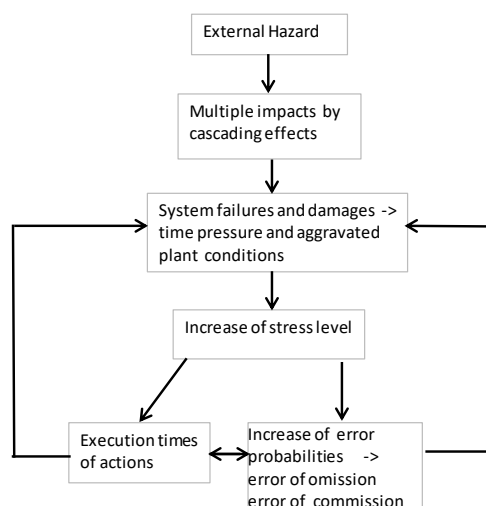 External Hazard
Multiple impacts by
cascading effects
System failures and damages ->
time pressure and aggravated
plant conditions
Increase of stress level
Execution times
of actions
Increase of error
probabilities ->
error of omission
error of commission